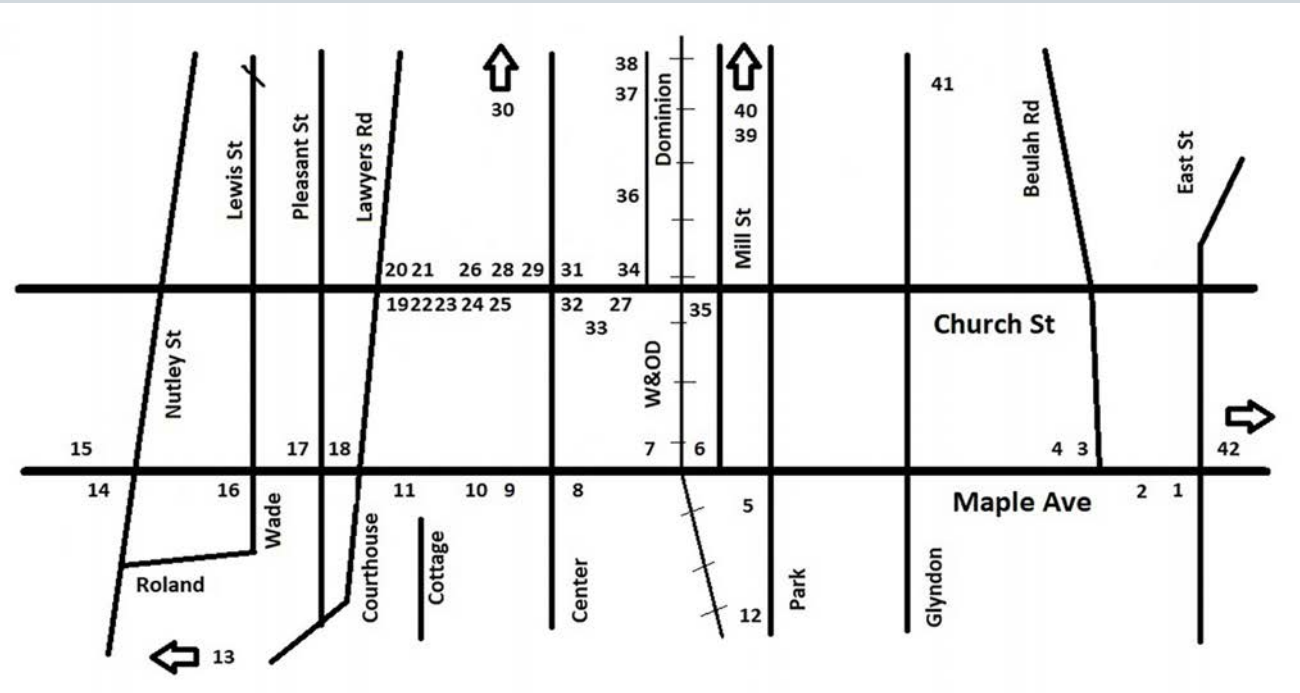 38
37
30
40
39
41
Lewis St
Pleasant St
Lawyers Rd
Dominion
Mill St
Beulah Rd
East St
36
20 21 26 28 29 31 34
19 22 23 24 25 32 27 35
33
Church St
Nutley St
W&OD
15 17 18 7 6 4 3 42
14 16 11 10 9 8 5 2 1
Maple Ave
Wade
Roland
Courthouse
Cottage
Center
Park
Glyndon
12
13